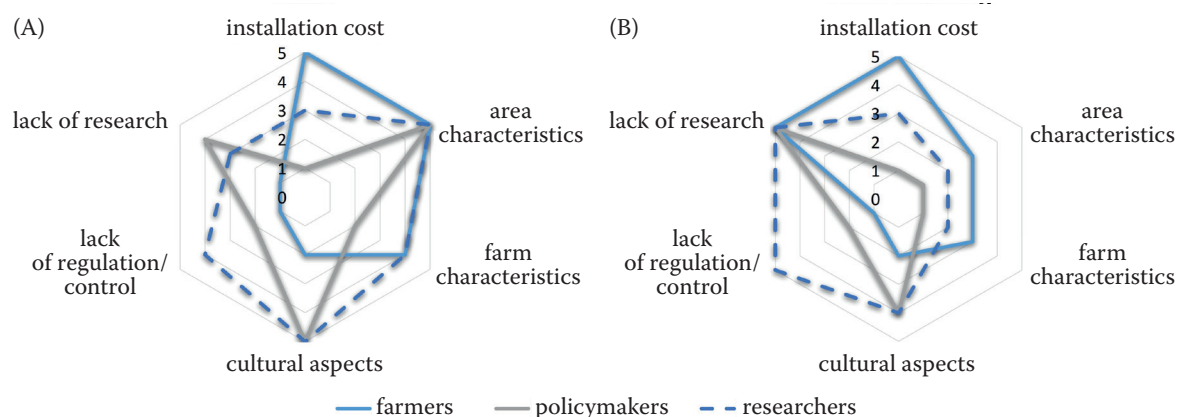 (A)
installation cost
5
4
3
2
1
0
lack of research
area
characteristics
lack
of regulation/
control
farm
characteristics
cultural aspects
(B)
installation cost
5
4
3
2
1
0
lack of research
area
characteristics
lack
of regulation/
control
farm
characteristics
cultural aspects
farmers policymakers researchers